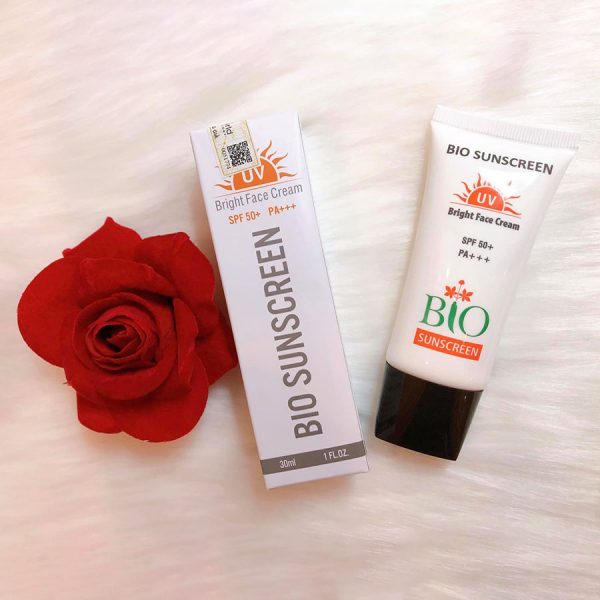 UV
Bright Face Cream
SPF 50+ PA+++
BIO SUNSCREEN
30ml 1 FL.OZ.
BIO SUNSCREEN
UV
Bright Face Cream
SPF 50+
PA+++
BIO
SUNSCREEN